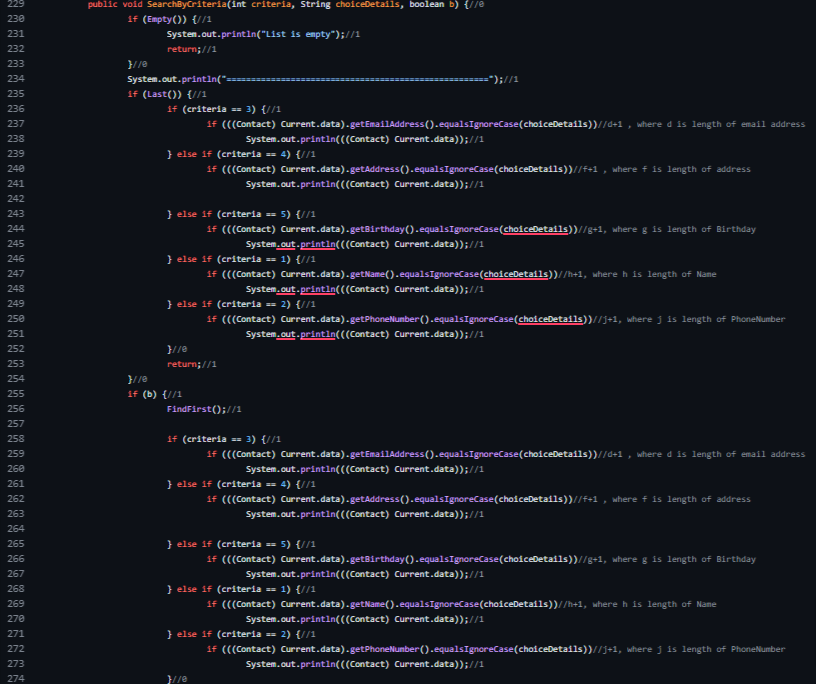 229 public void SearchByCriteria(int criteria, String choiceDetails, boolean b) {//0
230 if (Empty()) {//1
231 System.out.println("List is empty");//1
232 return;//1
233 }//0
234 System.out.println("=====================================================");//1
235 if (Last()) {//1
236 if (criteria == 3) {//1
237 if (((Contact) Current.data).getEmailAddress().equalsIgnoreCase(choiceDetails))//d+1 , where d is length of email address
238 System.out.println(((Contact) Current.data));//1
239 } else if (criteria == 4) {//1
240 if (((Contact) Current.data).getAddress().equalsIgnoreCase(choiceDetails))//f+1 , where f is length of address
241 System.out.println(((Contact) Current.data));//1
242
243 } else if (criteria == 5) {//1
244 if (((Contact) Current.data).getBirthday().equalsIgnoreCase(choiceDetails))//g+1, where g is length of Birthday
245 System.out.println(((Contact) Current.data));//1
246 } else if (criteria == 1) {//1
247 if (((Contact) Current.data).getName().equalsIgnoreCase(choiceDetails))//h+1, where h is length of Name
248 System.out.println(((Contact) Current.data));//1
249 } else if (criteria == 2) {//1
250 if (((Contact) Current.data).getPhoneNumber().equalsIgnoreCase(choiceDetails))//j+1, where j is length of PhoneNumber
251 System.out.println(((Contact) Current.data));//1
252 }//0
253 return;//1
254 }//0
255 if (b) {//1
256 FindFirst();//1
257
258 if (criteria == 3) {//1
259 if (((Contact) Current.data).getEmailAddress().equalsIgnoreCase(choiceDetails))//d+1 , where d is length of email address
260 System.out.println(((Contact) Current.data));//1
261 } else if (criteria == 4) {//1
262 if (((Contact) Current.data).getAddress().equalsIgnoreCase(choiceDetails))//f+1 , where f is length of address
263 System.out.println(((Contact) Current.data));//1
264
265 } else if (criteria == 5) {//1
266 if (((Contact) Current.data).getBirthday().equalsIgnoreCase(choiceDetails))//g+1, where g is length of Birthday
267 System.out.println(((Contact) Current.data));//1
268 } else if (criteria == 1) {//1
269 if (((Contact) Current.data).getName().equalsIgnoreCase(choiceDetails))//h+1, where h is length of Name
270 System.out.println(((Contact) Current.data));//1
271 } else if (criteria == 2) {//1
272 if (((Contact) Current.data).getPhoneNumber().equalsIgnoreCase(choiceDetails))//j+1, where j is length of PhoneNumber
273 System.out.println(((Contact) Current.data));//1
274 }//0